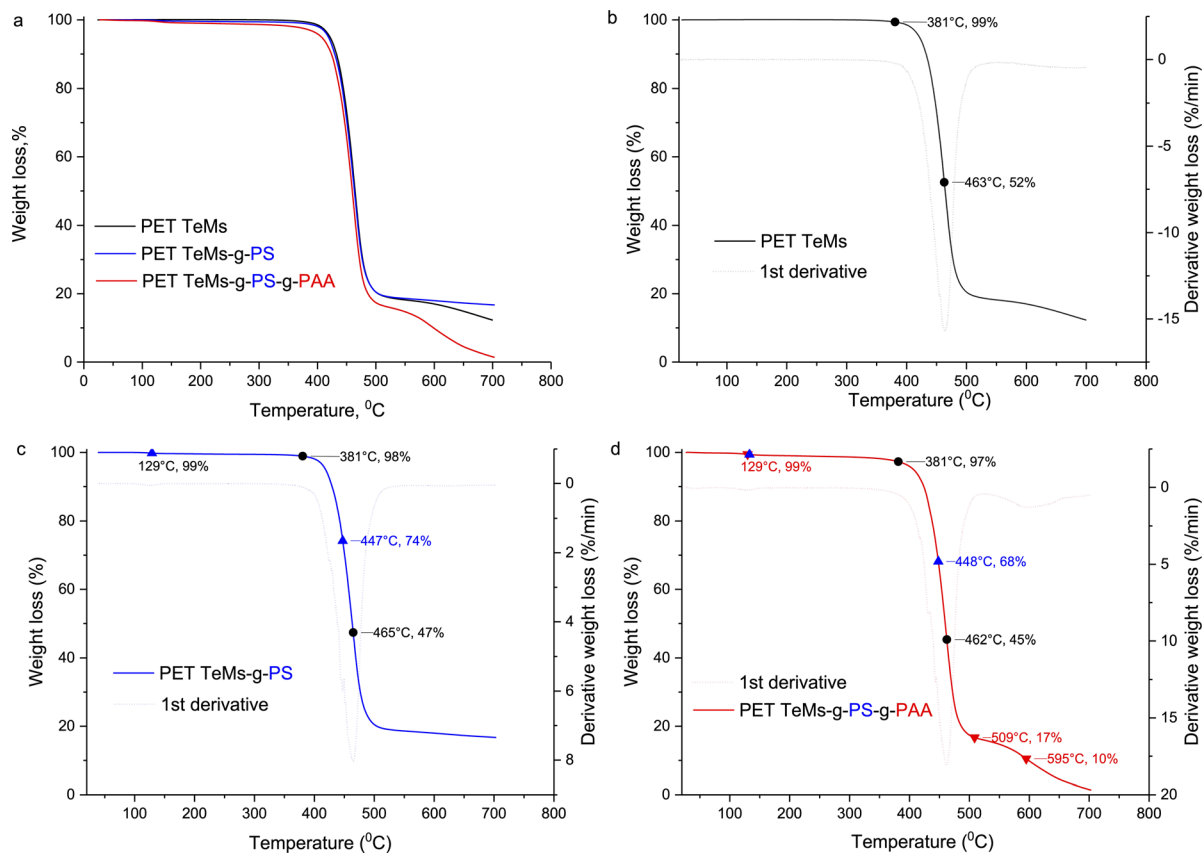 a
100
80
60
40
20
0
Weight loss,%
PET TeMs
PET TeMs-g-PS
PET TeMs-g-PS-g-PAA
0 100 200 300 400 500 600 700 800
Temperature, ⁰C
b
100
80
60
40
20
0
Weight loss (%)
381°C, 99%
463°C, 52%
PET TeMs
1st derivative
0
-5
-10
-15
Derivative weight loss (%/min)
100 200 300 400 500 600 700 800
Temperature (⁰C)
c
100
80
60
40
20
0
Weight loss (%)
129°C, 99%
381°C, 98%
447°C, 74%
465°C, 47%
PET TeMs-g-PS
1st derivative
0
2
4
6
8
Derivative weight loss (%/min)
100 200 300 400 500 600 700 800
Temperature (⁰C)
d
100
80
60
40
20
0
Weight loss (%)
129°C, 99%
381°C, 97%
448°C, 68%
462°C, 45%
1st derivative
PET TeMs-g-PS-g-PAA
509°C, 17%
595°C, 10%
0
5
10
15
20
Derivative weight loss (%/min)
100 200 300 400 500 600 700 800
Temperature (⁰C)